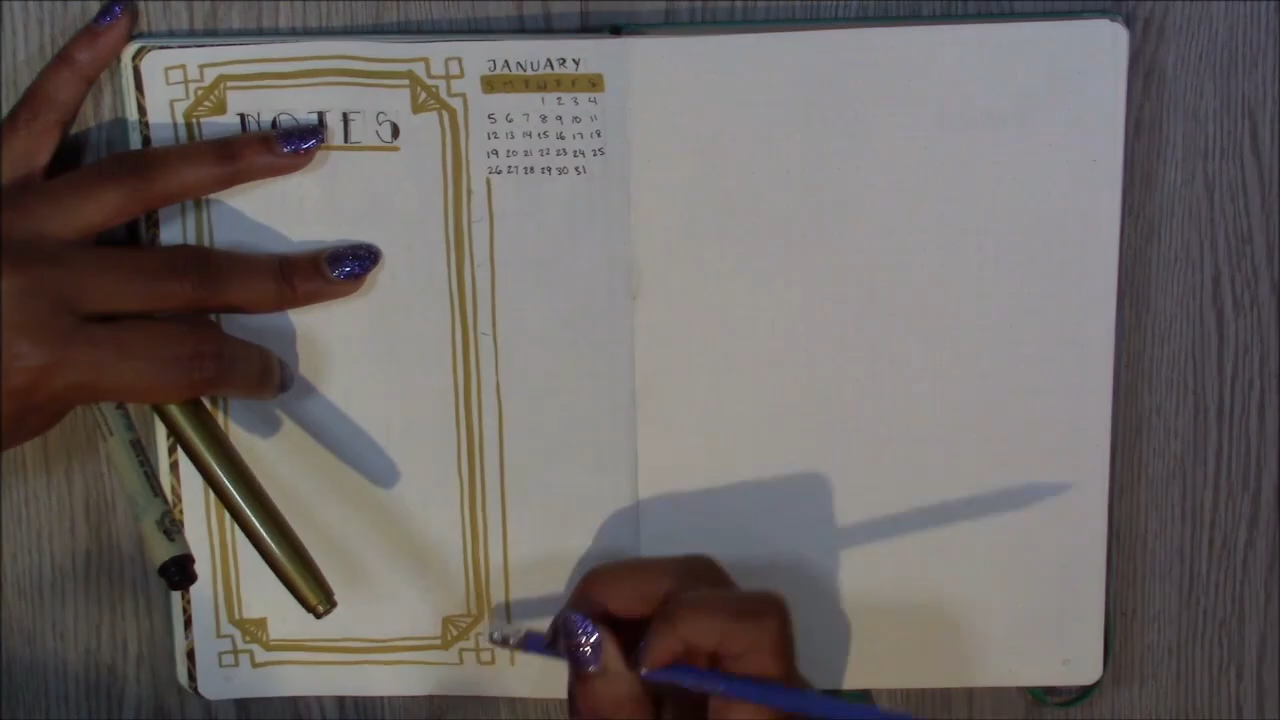 NOTES
JANUARY
S M T W T F S
1 2 3 4
5 6 7 8 9 10 11
12 13 14 15 16 17 18
19 20 21 22 23 24 25
26 27 28 29 30 31